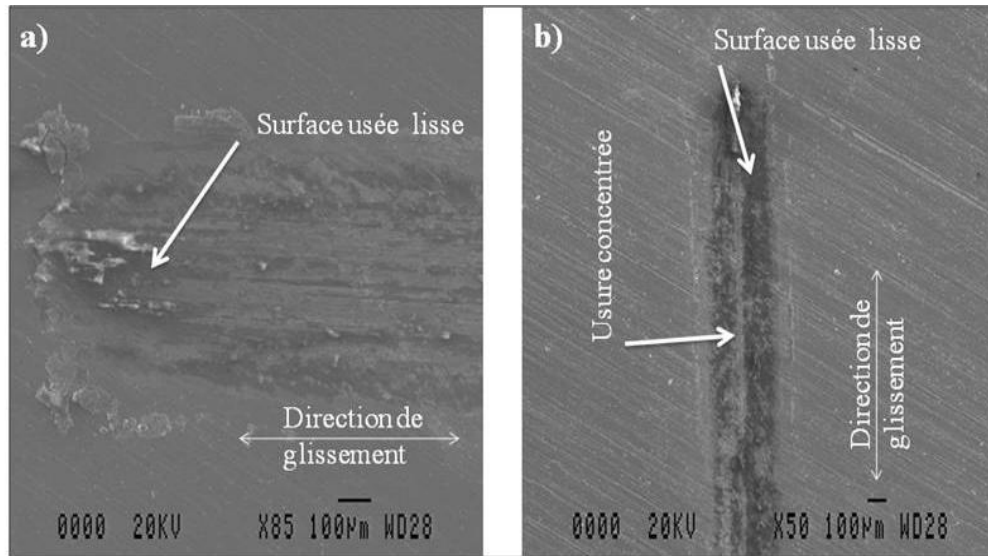 a)
Surface usée lisse
Direction de
glissement
0000 20KV X85 100µm WD28
b)
Surface usée lisse
Usure concentrée
Direction de
glissement
0000 20KV X50 100µm WD28